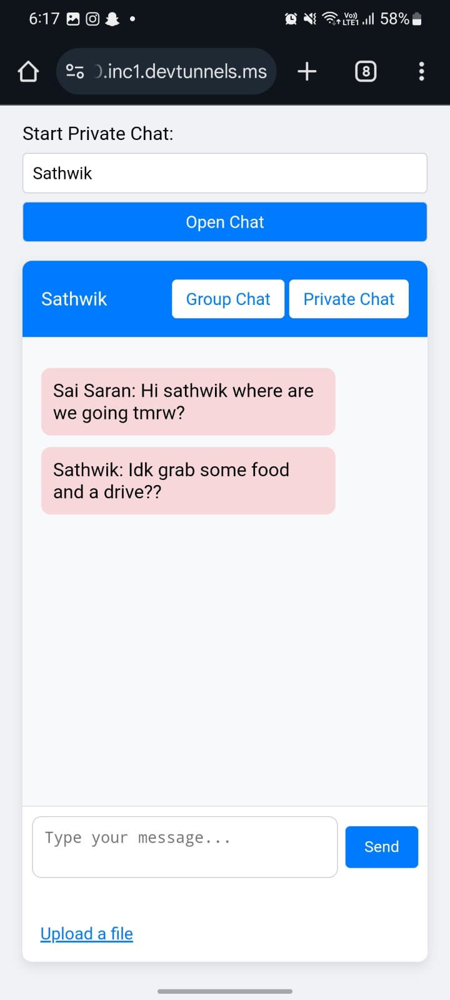 6:17 Vo)) LTE1 58%
.inc1.devtunnels.ms 8
Start Private Chat:
Sathwik
Open Chat
Sathwik Group Chat Private Chat
Sai Saran: Hi sathwik where are
we going tmrw?
Sathwik: Idk grab some food
and a drive??
Type your message...
Send
Upload a file